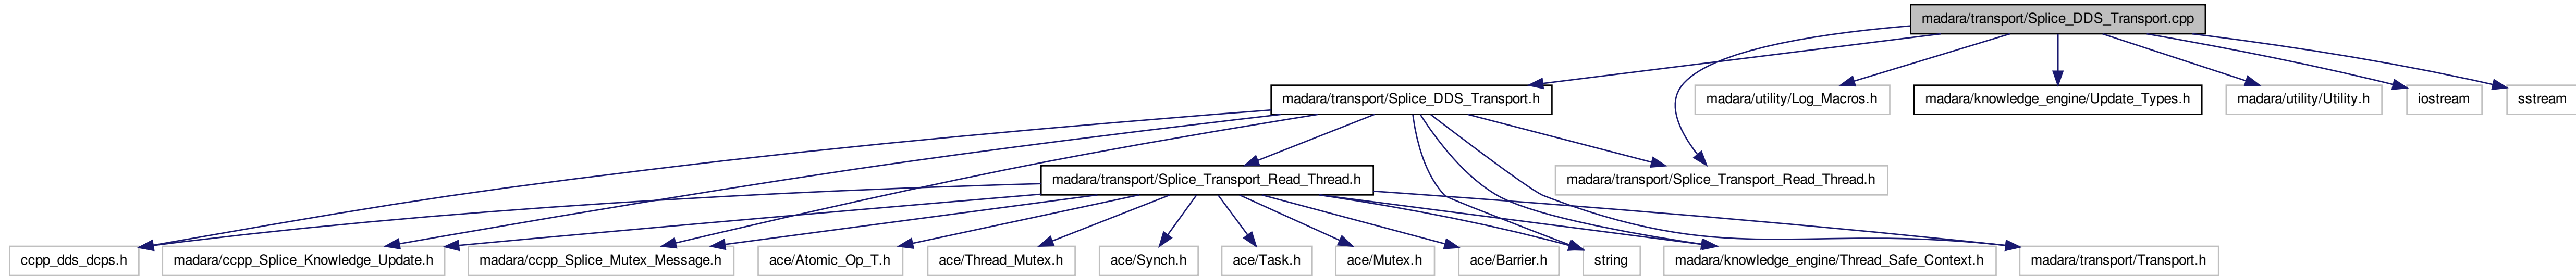 madara/transport/Splice_DDS_Transport.cpp
madara/transport/Splice_DDS_Transport.h
madara/utility/Log_Macros.h
madara/knowledge_engine/Update_Types.h
madara/utility/Utility.h
iostream
sstream
madara/transport/Splice_Transport_Read_Thread.h
madara/transport/Splice_Transport_Read_Thread.h
ccpp_dds_dcps.h
madara/ccpp_Splice_Knowledge_Update.h
madara/ccpp_Splice_Mutex_Message.h
ace/Atomic_Op_T.h
ace/Thread_Mutex.h
ace/Synch.h
ace/Task.h
ace/Mutex.h
ace/Barrier.h
string
madara/knowledge_engine/Thread_Safe_Context.h
madara/transport/Transport.h